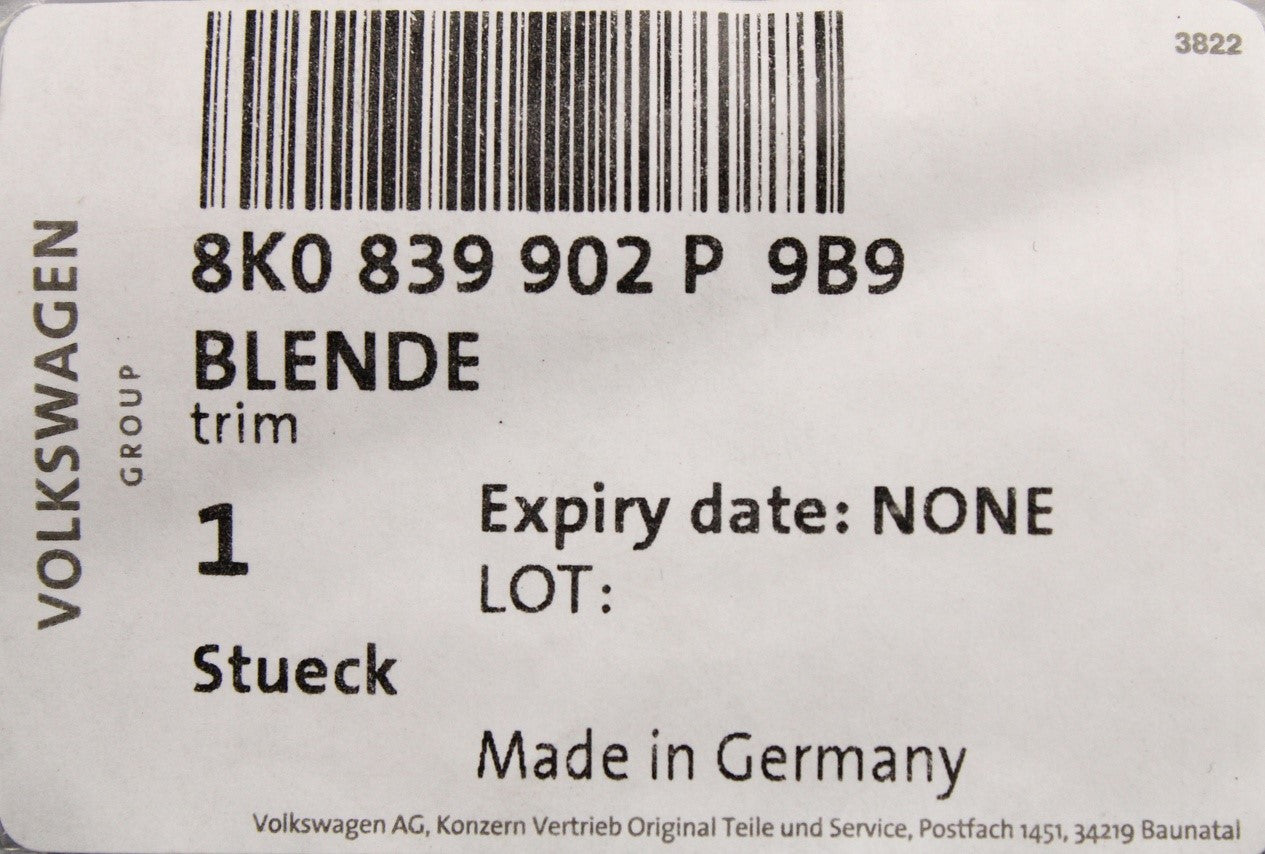 3822
8K0 839 902 P 9B9
BLENDE
trim
1
Expiry date: NONE
LOT:
Stueck
Made in Germany
Volkswagen AG, Konzern Vertrieb Original Teile und Service, Postfach 1451, 34219 Baunatal
VOLKSWAGEN
GROUP